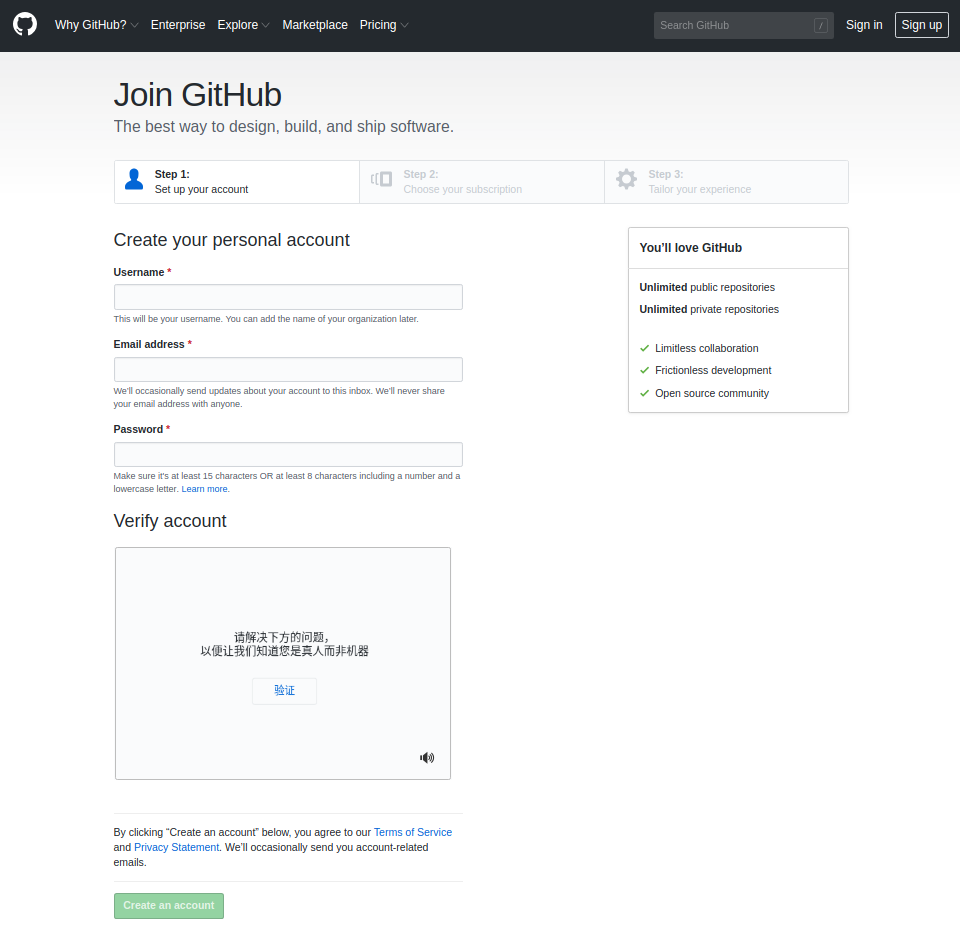 Why GitHub? Enterprise Explore Marketplace Pricing Search GitHub / Sign in Sign up
Join GitHub
The best way to design, build, and ship software.
Step 1:
Set up your account
Step 2:
Choose your subscription
Step 3:
Tailor your experience
Create your personal account
Username *
This will be your username. You can add the name of your organization later.
Email address *
We’ll occasionally send updates about your account to this inbox. We’ll never share
your email address with anyone.
Password *
Make sure it's at least 15 characters OR at least 8 characters including a number and a
lowercase letter. Learn more.
Verify account
请解决下方的问题，
以便让我们知道您是真人而非机器
验证
By clicking “Create an account” below, you agree to our Terms of Service
and Privacy Statement. We’ll occasionally send you account-related
emails.
Create an account
You’ll love GitHub
Unlimited public repositories
Unlimited private repositories
Limitless collaboration
Frictionless development
Open source community